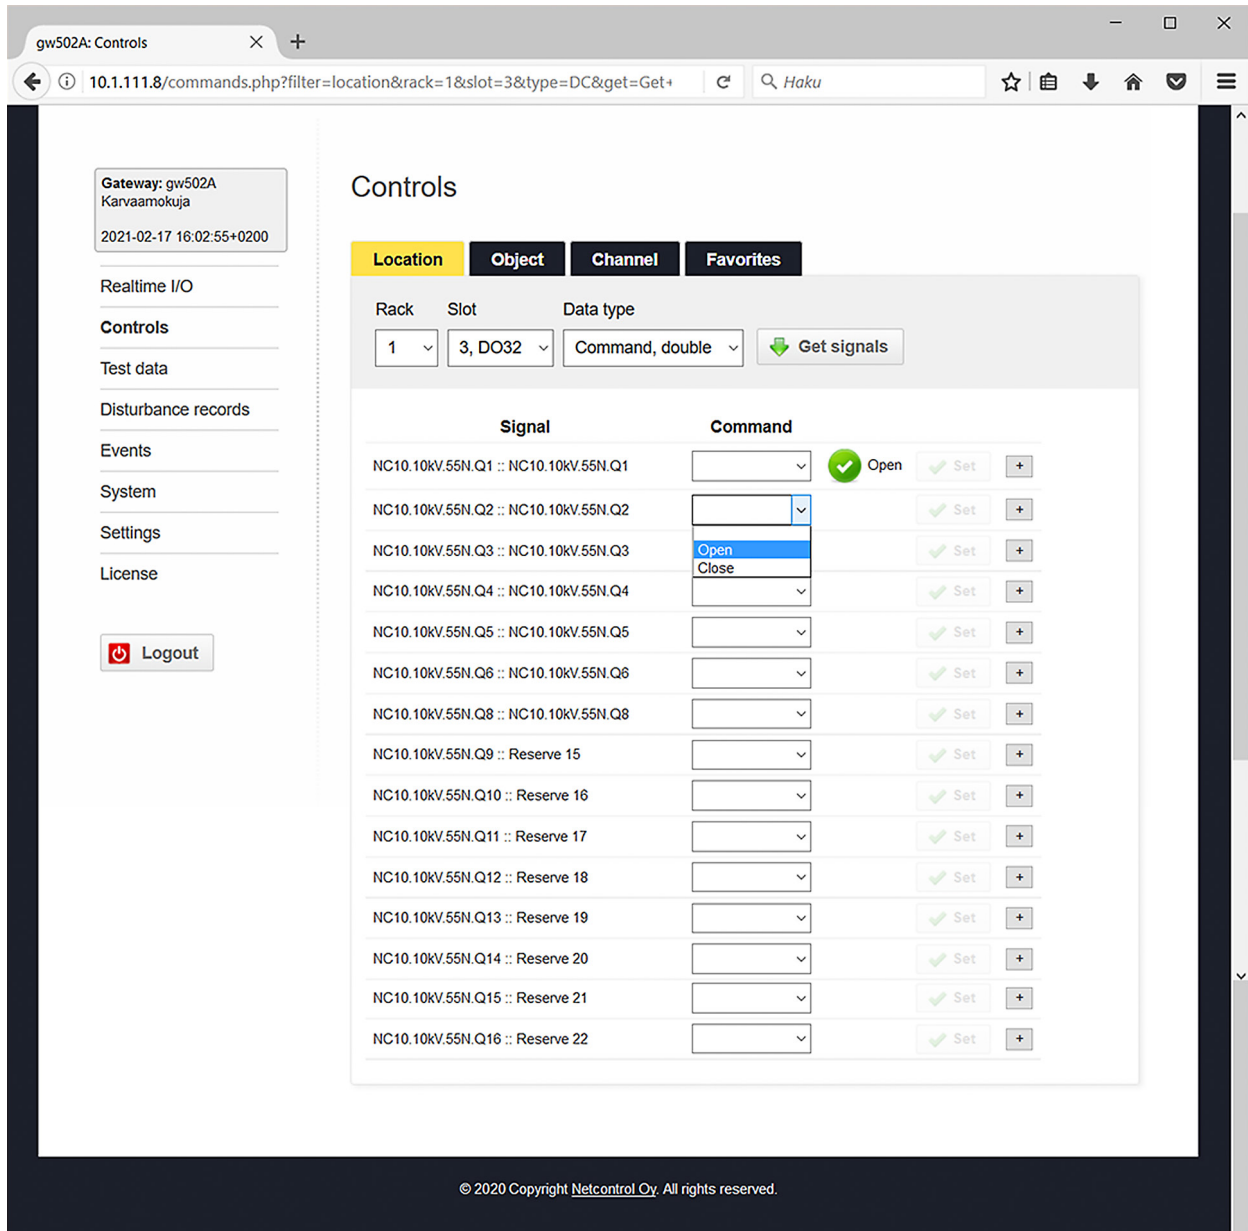 gw502A: Controls
10.1.111.8/commands.php?filter=location&rack=1&slot=3&type=DC&get=Get+
Haku
Gateway: gw502A
Karvaamokuja
2021-02-17 16:02:55+0200
Realtime I/O
Controls
Test data
Disturbance records
Events
System
Settings
License
Logout
Controls
Location Object Channel Favorites
Rack Slot Data type
1 3, DO32 Command, double Get signals
Signal Command
NC10.10kV.55N.Q1 :: NC10.10kV.55N.Q1 Open Set +
NC10.10kV.55N.Q2 :: NC10.10kV.55N.Q2 Set +
Open
Close
NC10.10kV.55N.Q3 :: NC10.10kV.55N.Q3 Set +
NC10.10kV.55N.Q4 :: NC10.10kV.55N.Q4 Set +
NC10.10kV.55N.Q5 :: NC10.10kV.55N.Q5 Set +
NC10.10kV.55N.Q6 :: NC10.10kV.55N.Q6 Set +
NC10.10kV.55N.Q8 :: NC10.10kV.55N.Q8 Set +
NC10.10kV.55N.Q9 :: Reserve 15 Set +
NC10.10kV.55N.Q10 :: Reserve 16 Set +
NC10.10kV.55N.Q11 :: Reserve 17 Set +
NC10.10kV.55N.Q12 :: Reserve 18 Set +
NC10.10kV.55N.Q13 :: Reserve 19 Set +
NC10.10kV.55N.Q14 :: Reserve 20 Set +
NC10.10kV.55N.Q15 :: Reserve 21 Set +
NC10.10kV.55N.Q16 :: Reserve 22 Set +
© 2020 Copyright Netcontrol Oy. All rights reserved.